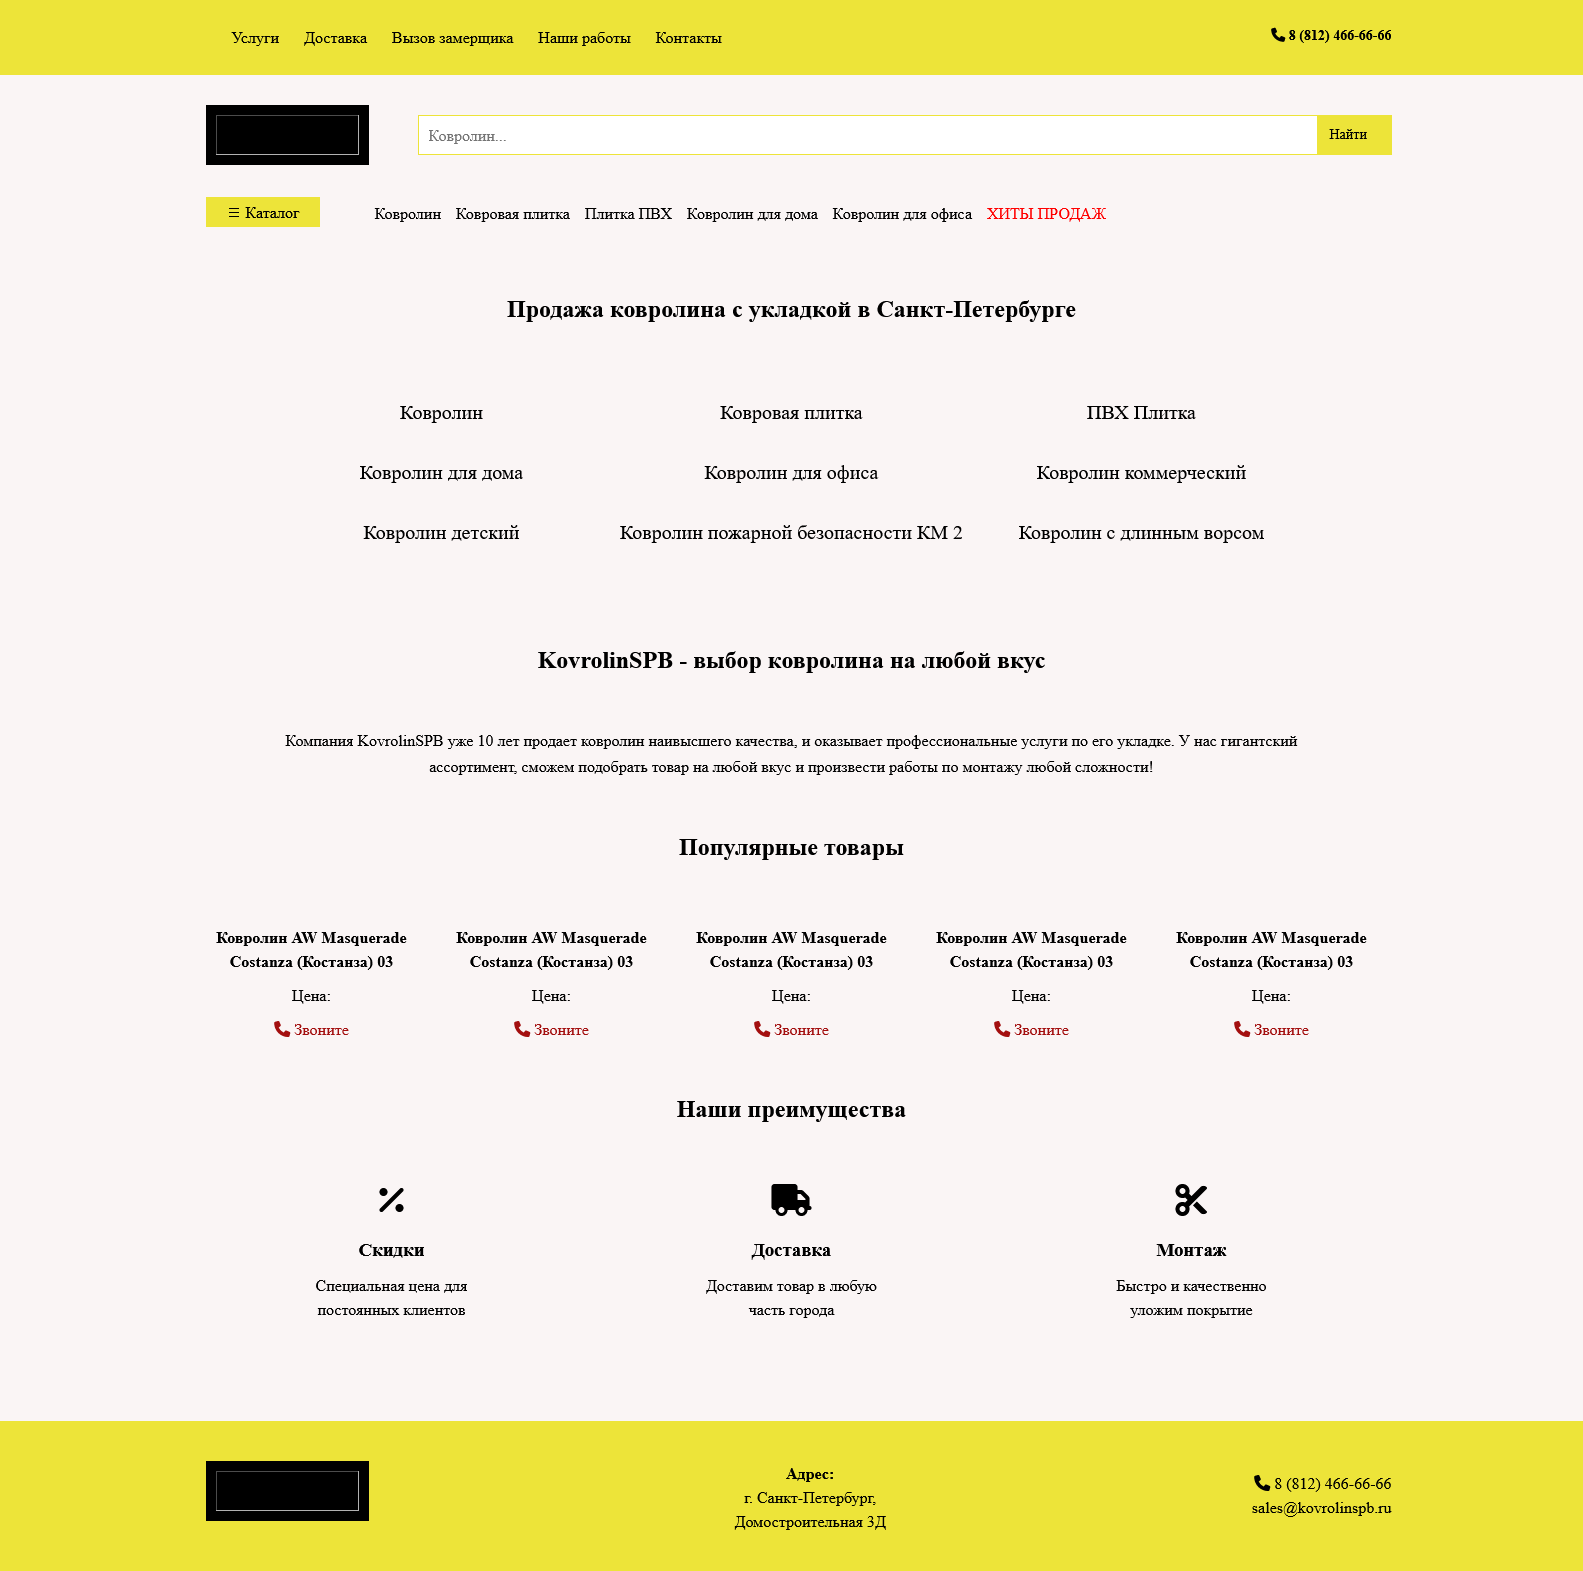 Услуги Доставка Вызов замерщика Наши работы Контакты 8 (812) 466-66-66
Ковролин... Найти
Каталог Ковролин Ковровая плитка Плитка ПВХ Ковролин для дома Ковролин для офиса ХИТЫ ПРОДАЖ
Продажа ковролина с укладкой в Санкт-Петербурге
Ковролин Ковровая плитка ПВХ Плитка
Ковролин для дома Ковролин для офиса Ковролин коммерческий
Ковролин детский Ковролин пожарной безопасности КМ 2 Ковролин с длинным ворсом
KovrolinSPB - выбор ковролина на любой вкус
Компания KovrolinSPB уже 10 лет продает ковролин наивысшего качества, и оказывает профессиональные услуги по его укладке. У нас гигантский
ассортимент, сможем подобрать товар на любой вкус и произвести работы по монтажу любой сложности!
Популярные товары
Ковролин AW Masquerade Ковролин AW Masquerade Ковролин AW Masquerade Ковролин AW Masquerade Ковролин AW Masquerade
Costanza (Костанза) 03 Costanza (Костанза) 03 Costanza (Костанза) 03 Costanza (Костанза) 03 Costanza (Костанза) 03
Цена: Цена: Цена: Цена: Цена:
Звоните Звоните Звоните Звоните Звоните
Наши преимущества
Скидки Доставка Монтаж
Специальная цена для Доставим товар в любую Быстро и качественно
постоянных клиентов часть города уложим покрытие
Адрес:
г. Санкт-Петербург,
Домостроительная 3Д
8 (812) 466-66-66
sales@kovrolinspb.ru